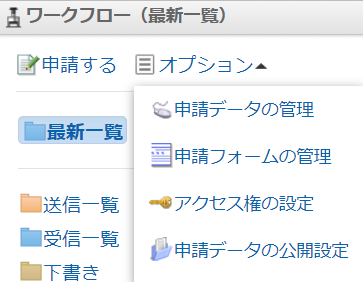 ワークフロー（最新一覧）
申請する オプション▲
申請データの管理
最新一覧
申請フォームの管理
アクセス権の設定
送信一覧
受信一覧
申請データの公開設定
下書き